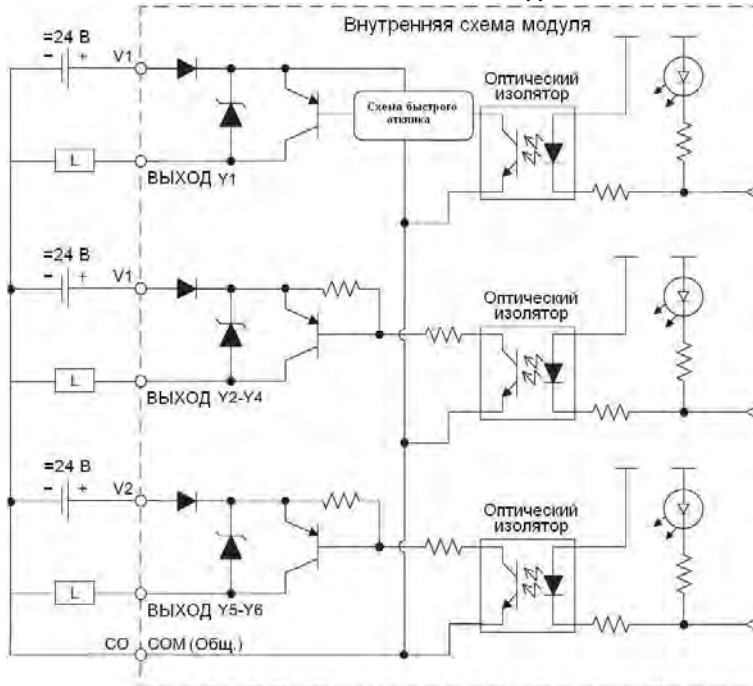 Внутренняя схема модуля
=24 В
- + V1
Схема быстрого
отклика
Оптический
изолятор
L
ВЫХОД Y1
=24 В
- + V1
Оптический
изолятор
L
ВЫХОД Y2-Y4
=24 В
- + V2
Оптический
изолятор
L
ВЫХОД Y5-Y6
CO COM (Общ.)